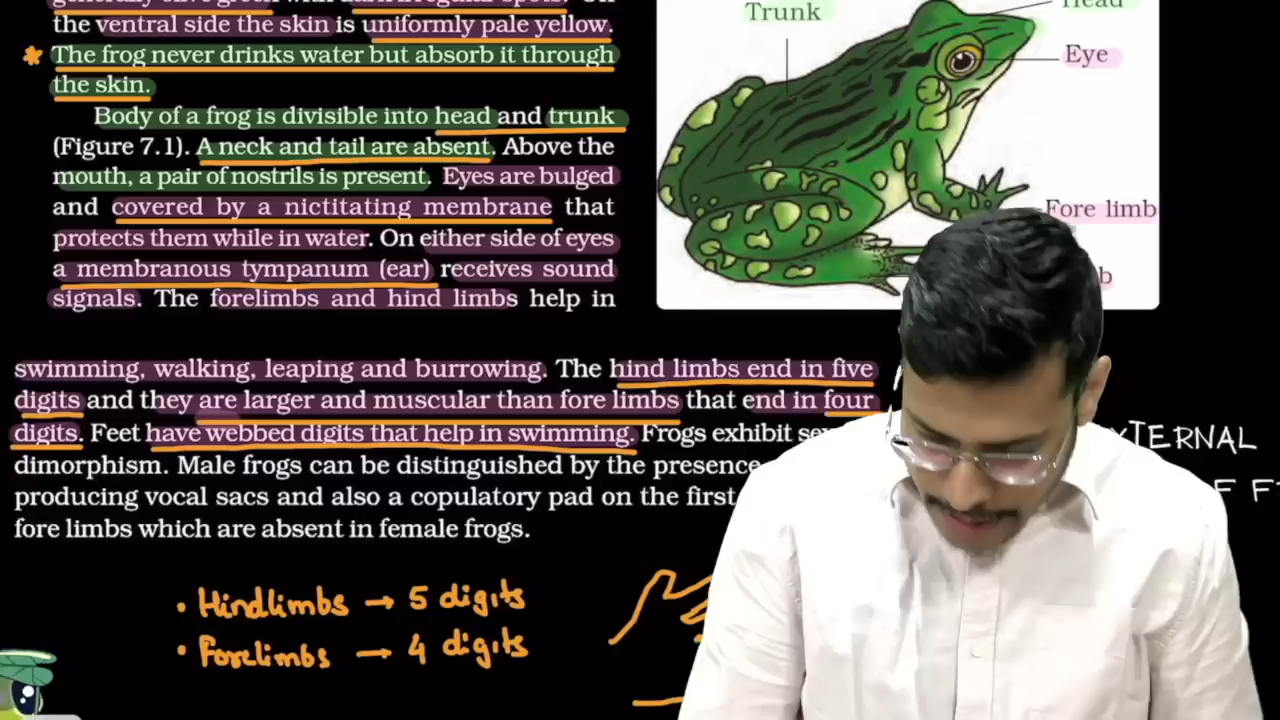 the ventral side the skin is uniformly pale yellow.
The frog never drinks water but absorb it through
the skin.
Body of a frog is divisible into head and trunk
(Figure 7.1). A neck and tail are absent. Above the
mouth, a pair of nostrils is present. Eyes are bulged
and covered by a nictitating membrane that
protects them while in water. On either side of eyes
a membranous tympanum (ear) receives sound
signals. The forelimbs and hind limbs help in
Trunk
Head
Eye
Fore limb
swimming, walking, leaping and burrowing. The hind limbs end in five
digits and they are larger and muscular than fore limbs that end in four
digits. Feet have webbed digits that help in swimming. Frogs exhibit
dimorphism. Male frogs can be distinguished by the presence
producing vocal sacs and also a copulatory pad on the first
fore limbs which are absent in female frogs.
• Hindlimbs → 5 digits
• Forelimbs → 4 digits